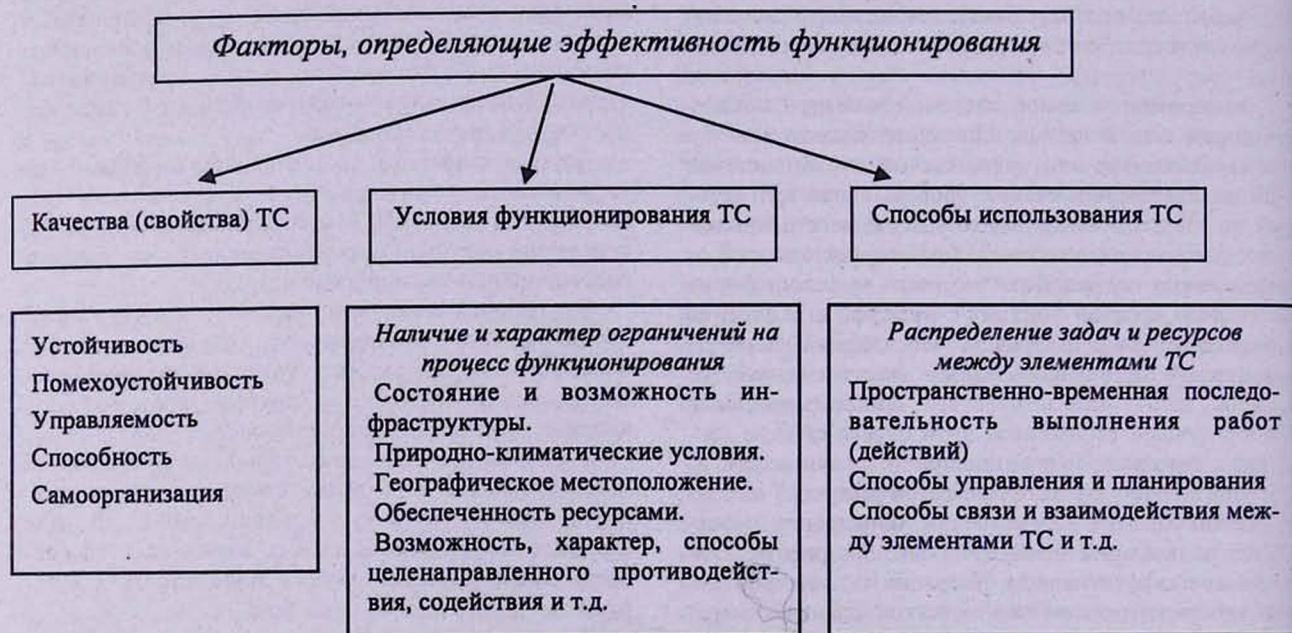 Факторы, определяющие эффективность функционирования
Качества (свойства) ТС
Условия функционирования ТС
Способы использования ТС
Устойчивость
Помехоустойчивость
Управляемость
Способность
Самоорганизация
Наличие и характер ограничений на
процесс функционирования
Состояние и возможность ин-
фраструктуры.
Природно-климатические условия.
Географическое местоположение.
Обеспеченность ресурсами.
Возможность, характер, способы
целенаправленного противодейст-
вия, содействия и т.д.
Распределение задач и ресурсов
между элементами ТС
Пространственно-временная последо-
вательность выполнения работ
(действий)
Способы управления и планирования
Способы связи и взаимодействия меж-
ду элементами ТС и т.д.